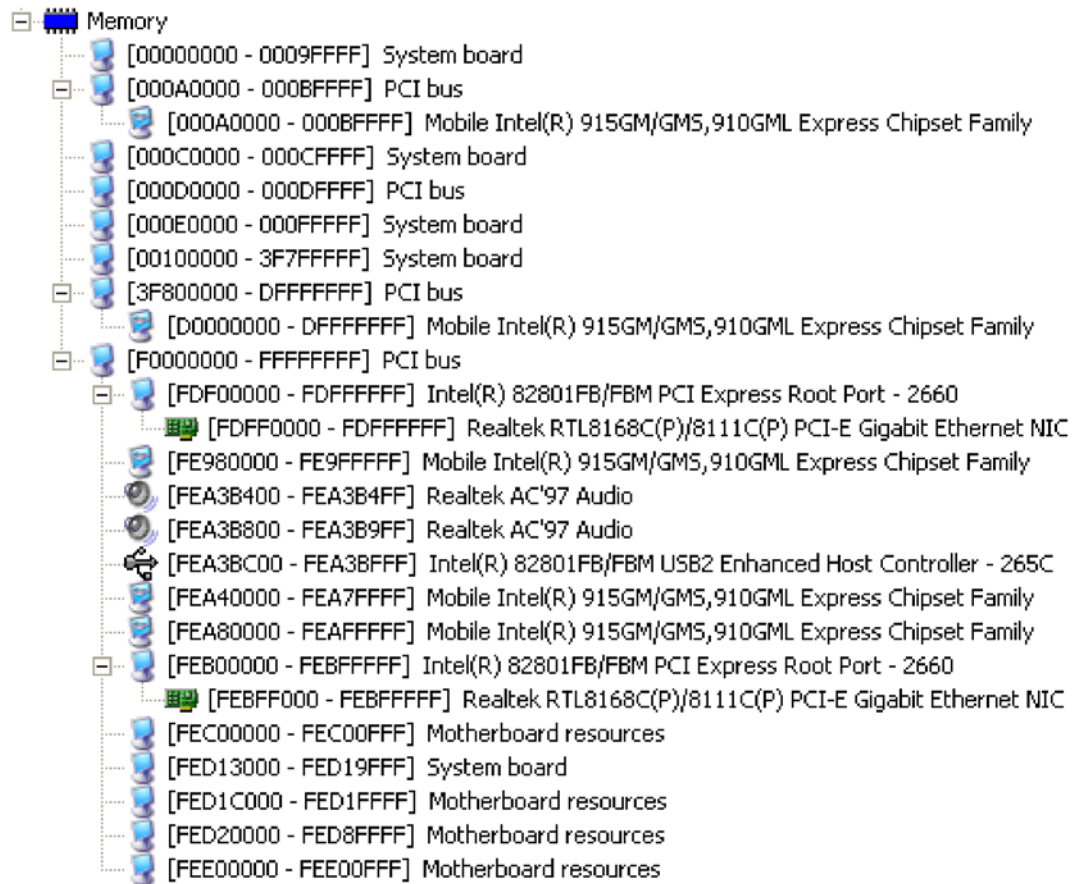 Memory
[00000000 - 0009FFFF] System board
[000A0000 - 000BFFFF] PCI bus
[000A0000 - 000BFFFF] Mobile Intel(R) 915GM/GMS,910GML Express Chipset Family
[000C0000 - 000CFFFF] System board
[000D0000 - 000DFFFF] PCI bus
[000E0000 - 000FFFFF] System board
[00100000 - 3F7FFFFF] System board
[3F800000 - DFFFFFFF] PCI bus
[D0000000 - DFFFFFFF] Mobile Intel(R) 915GM/GMS,910GML Express Chipset Family
[F0000000 - FFFFFFFF] PCI bus
[FDF00000 - FDFFFFFF] Intel(R) 82801FB/FBM PCI Express Root Port - 2660
[FDFF0000 - FDFFFFFF] Realtek RTL8168C(P)/8111C(P) PCI-E Gigabit Ethernet NIC
[FE980000 - FE9FFFFF] Mobile Intel(R) 915GM/GMS,910GML Express Chipset Family
[FEA3B400 - FEA3B4FF] Realtek AC'97 Audio
[FEA3B800 - FEA3B9FF] Realtek AC'97 Audio
[FEA3BC00 - FEA3BFFF] Intel(R) 82801FB/FBM USB2 Enhanced Host Controller - 265C
[FEA40000 - FEA7FFFF] Mobile Intel(R) 915GM/GMS,910GML Express Chipset Family
[FEA80000 - FEAFFFFF] Mobile Intel(R) 915GM/GMS,910GML Express Chipset Family
[FEB00000 - FEBFFFFF] Intel(R) 82801FB/FBM PCI Express Root Port - 2660
[FEBFF000 - FEBFFFFF] Realtek RTL8168C(P)/8111C(P) PCI-E Gigabit Ethernet NIC
[FEC00000 - FEC00FFF] Motherboard resources
[FED13000 - FED19FFF] System board
[FED1C000 - FED1FFFF] Motherboard resources
[FED20000 - FED8FFFF] Motherboard resources
[FEE00000 - FEE00FFF] Motherboard resources